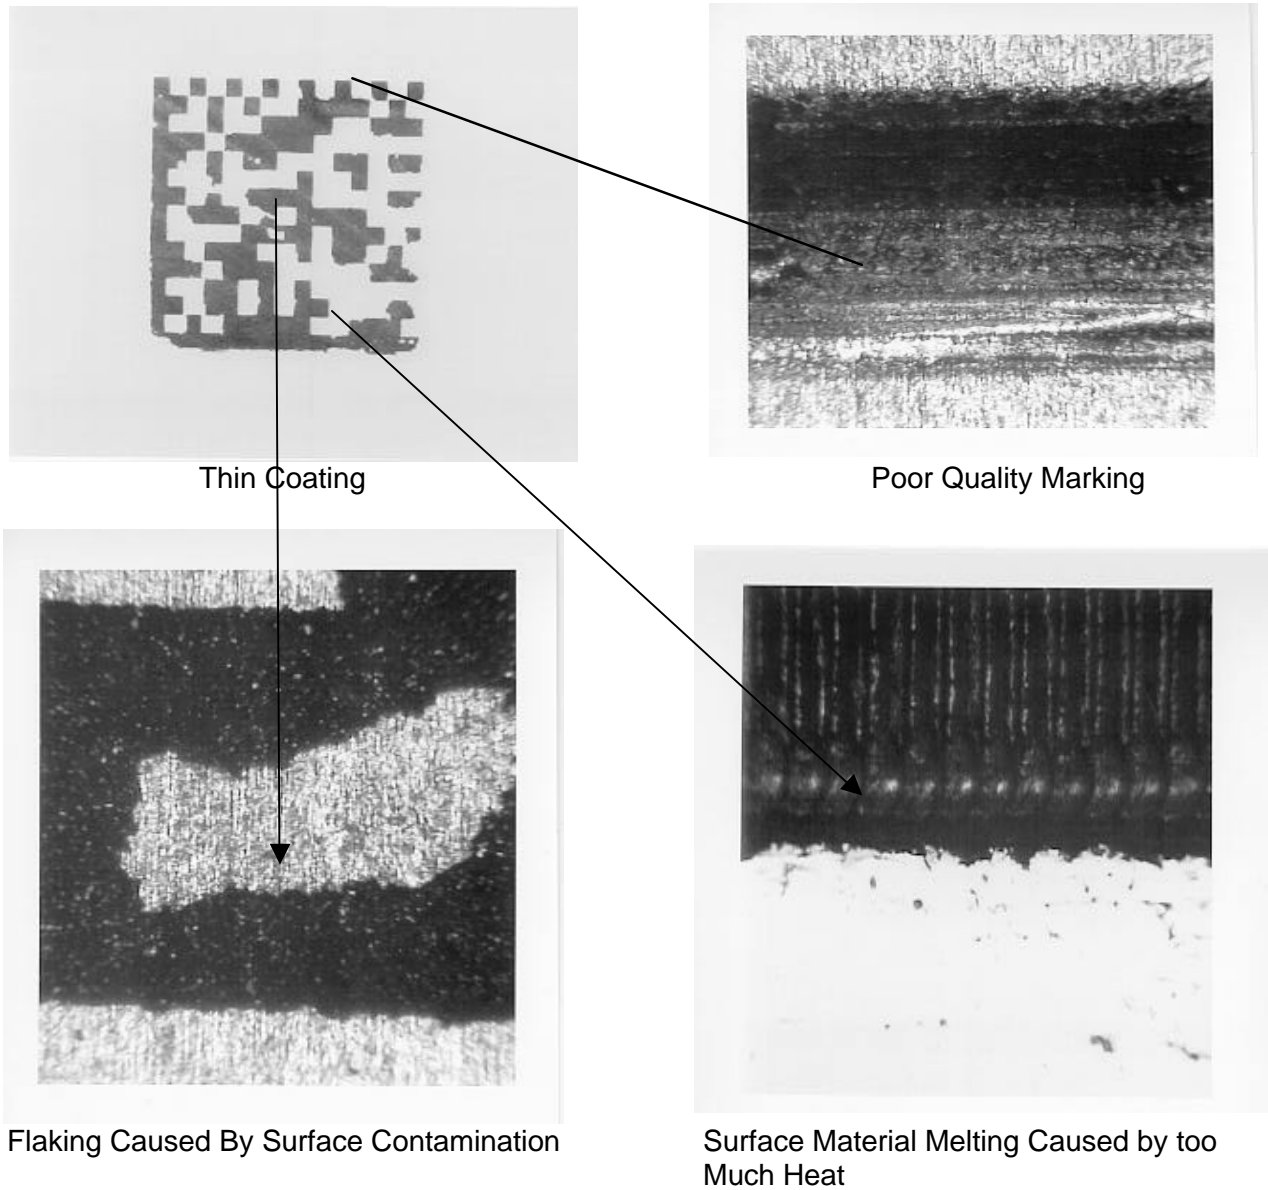 Thin Coating
Poor Quality Marking
Flaking Caused By Surface Contamination
Surface Material Melting Caused by too
Much Heat